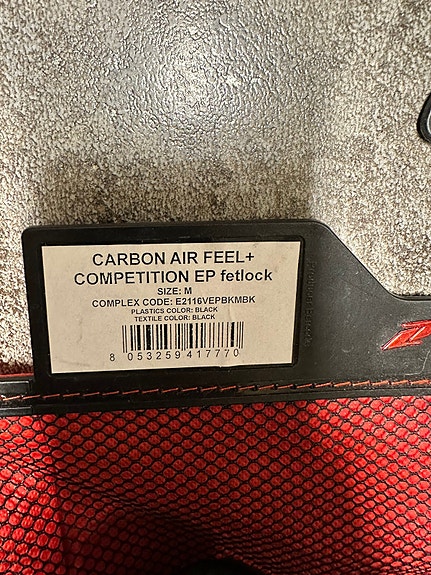 CARBON AIR FEEL+
COMPETITION EP fetlock
SIZE: M
COMPLEX CODE: E2116VEPBKMBK
PLASTICS COLOR: BLACK
TEXTILE COLOR: BLACK
8 053259 417770